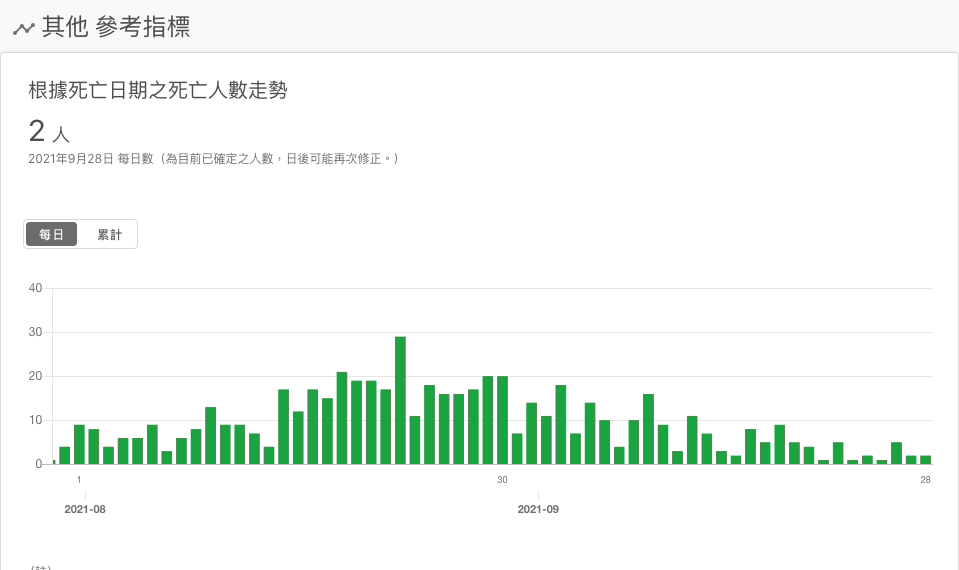 其他 參考指標
根據死亡日期之死亡人數走勢
2 人
2021年9月28日 每日數（為目前已確定之人數，日後可能再次修正。）
每日 累計
40
30
20
10
0
1 30 28
2021-08 2021-09